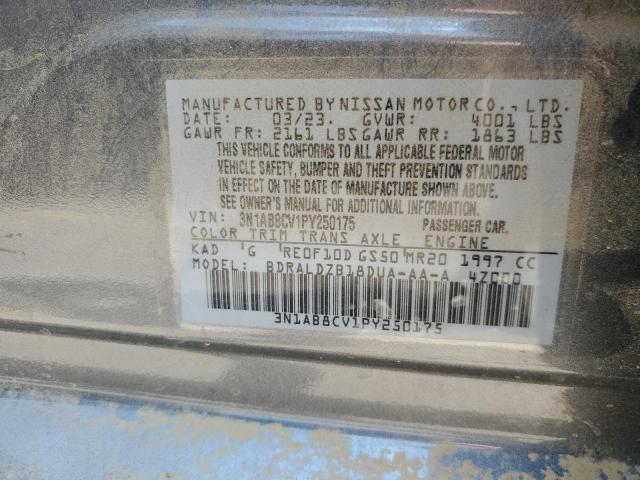 MANUFACTURED BY NISSAN MOTOR CO., LTD.
DATE: 03/23. GVWR: 4001 LBS
GAWR FR: 2161 LBS GAWR RR: 1863 LBS
THIS VEHICLE CONFORMS TO ALL APPLICABLE FEDERAL MOTOR
VEHICLE SAFETY, BUMPER AND THEFT PREVENTION STANDARDS
IN EFFECT ON THE DATE OF MANUFACTURE SHOWN ABOVE.
SEE OWNER'S MANUAL FOR ADDITIONAL INFORMATION
VIN: 3N1AB8CV1PY250175 PASSENGER CAR.
COLOR TRIM TRANS AXLE ENGINE
KAD 'G RE0F10D GS50 MR20 1997 CC
MODEL: BDRALDZB18DUA-AA-A 4Z000
3N1AB8CV1PY250175